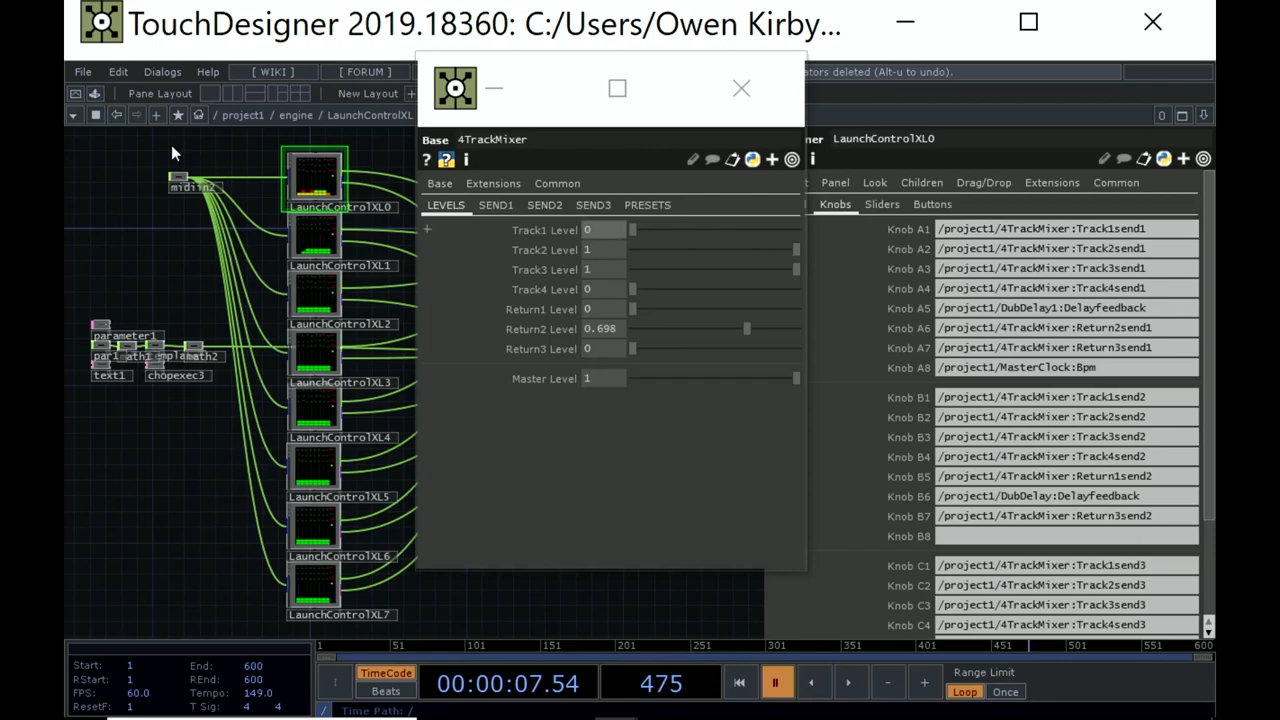 TouchDesigner 2019.18360: C:/Users/Owen Kirby...
File Edit Dialogs Help [ WIKI ] [ FORUM ]
ators deleted (Alt-u to undo).
Pane Layout New Layout +
/ project1 / engine / LaunchControlXL
0
midiin2
LaunchControlXL0
LaunchControlXL1
LaunchControlXL2
LaunchControlXL3
LaunchControlXL4
LaunchControlXL5
LaunchControlXL6
LaunchControlXL7
parameter1
par1 math1 math2
text1 chopexec3
Base 4TrackMixer
? ? i
Base Extensions Common
LEVELS SEND1 SEND2 SEND3 PRESETS
+ Track1 Level 0
Track2 Level 1
Track3 Level 1
Track4 Level 0
Return1 Level 0
Return2 Level 0.698
Return3 Level 0
Master Level 1
ner LaunchControlXL0
i
t Panel Look Children Drag/Drop Extensions Common
Knobs Sliders Buttons
Knob A1 /project1/4TrackMixer:Track1send1
Knob A2 /project1/4TrackMixer:Track2send1
Knob A3 /project1/4TrackMixer:Track3send1
Knob A4 /project1/4TrackMixer:Track4send1
Knob A5 /project1/DubDelay1:Delayfeedback
Knob A6 /project1/4TrackMixer:Return2send1
Knob A7 /project1/4TrackMixer:Return3send1
Knob A8 /project1/MasterClock:Bpm
Knob B1 /project1/4TrackMixer:Track1send2
Knob B2 /project1/4TrackMixer:Track2send2
Knob B3 /project1/4TrackMixer:Track3send2
Knob B4 /project1/4TrackMixer:Track4send2
Knob B5 /project1/4TrackMixer:Return1send2
Knob B6 /project1/DubDelay:Delayfeedback
Knob B7 /project1/4TrackMixer:Return3send2
Knob B8
Knob C1 /project1/4TrackMixer:Track1send3
Knob C2 /project1/4TrackMixer:Track2send3
Knob C3 /project1/4TrackMixer:Track3send3
Knob C4 /project1/4TrackMixer:Track4send3
1 51 101 151 201 251 301 351 401 451 501 551 600
Start: 1 End: 600
RStart: 1 REnd: 600
FPS: 60.0 Tempo: 149.0
ResetF: 1 T Sig: 4 4
TimeCode
Beats
00:00:07.54 475
Range Limit
Loop Once
/ Time Path: /